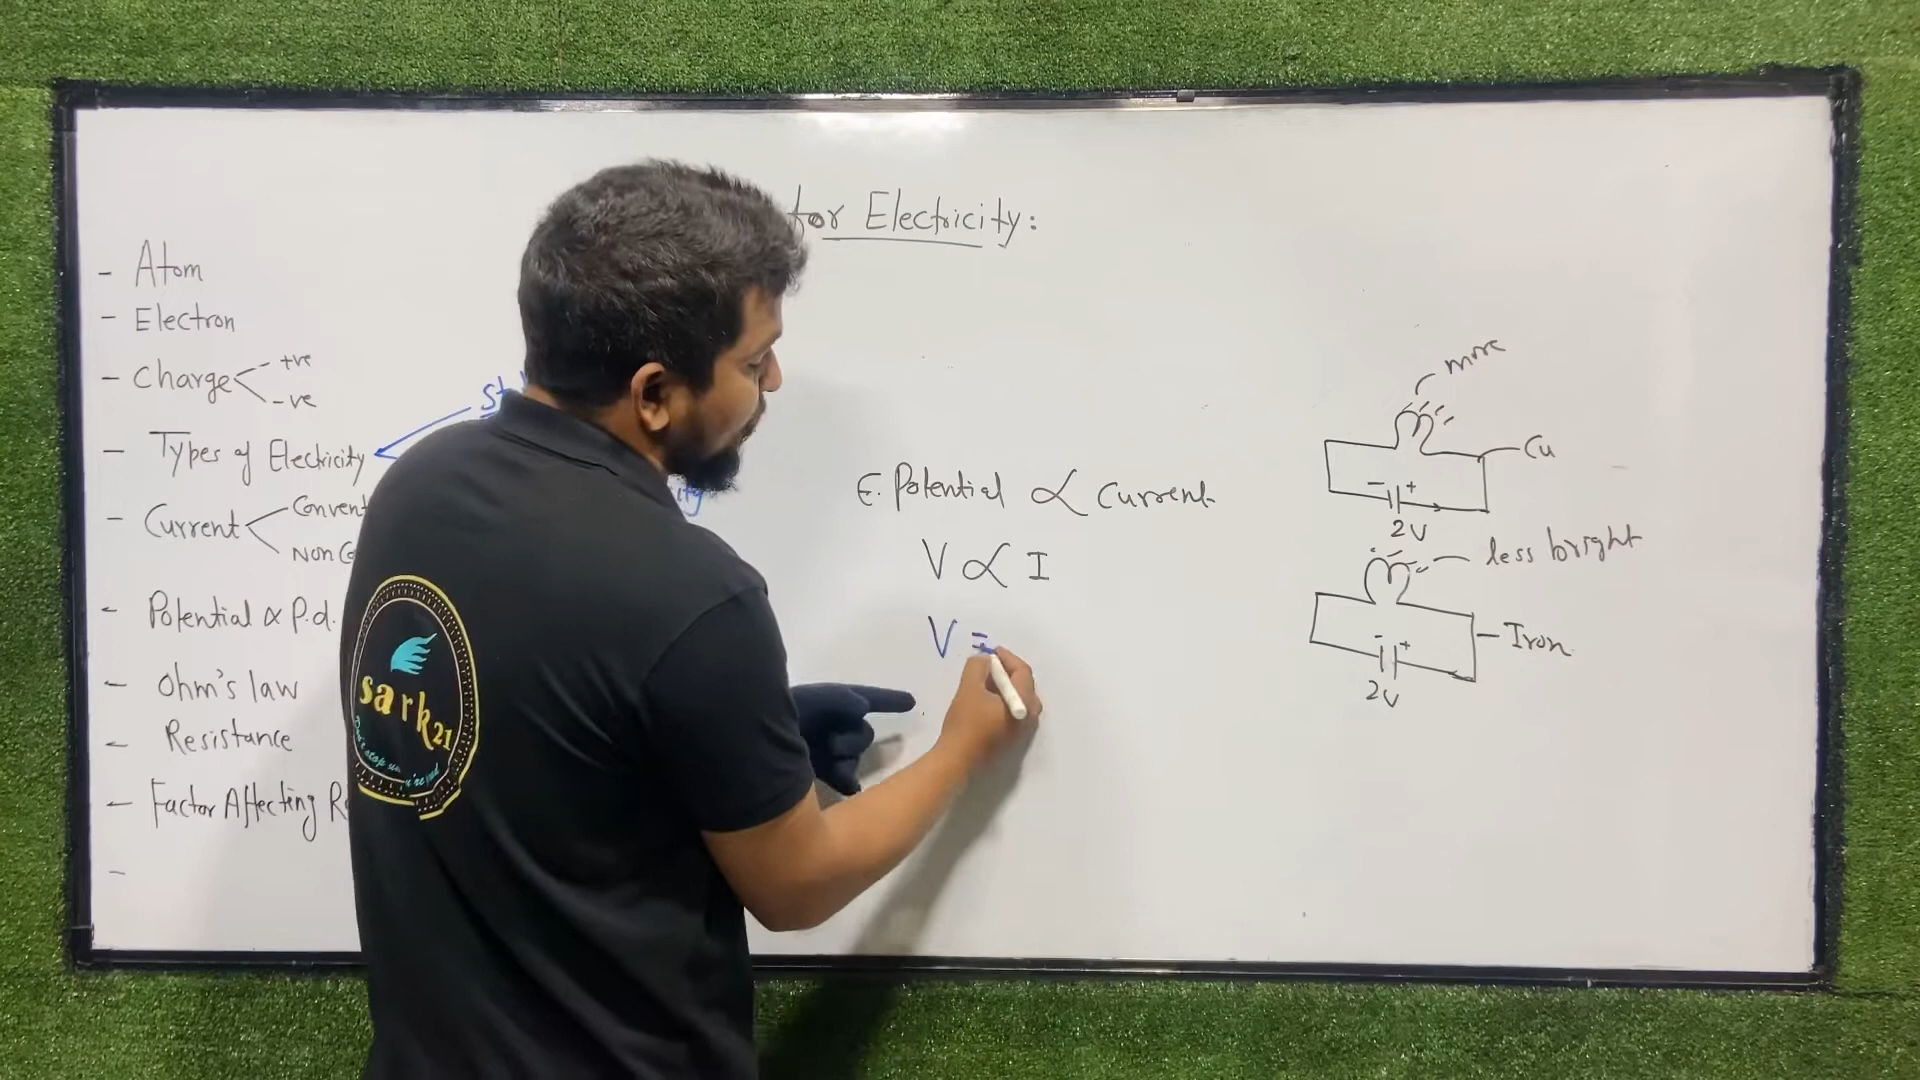 for Electricity:
- Atom
- Electron
- Charge +ve
-ve
- Types of Electricity
- Current Convent
Non Co
- Potential & P.d.
- Ohm's law
- Resistance
- Factor Affecting R
-
E. Potential ∝ Current
V ∝ I
V =
more
Cu
- +
2V
less bright
Iron
- +
2V
sark21